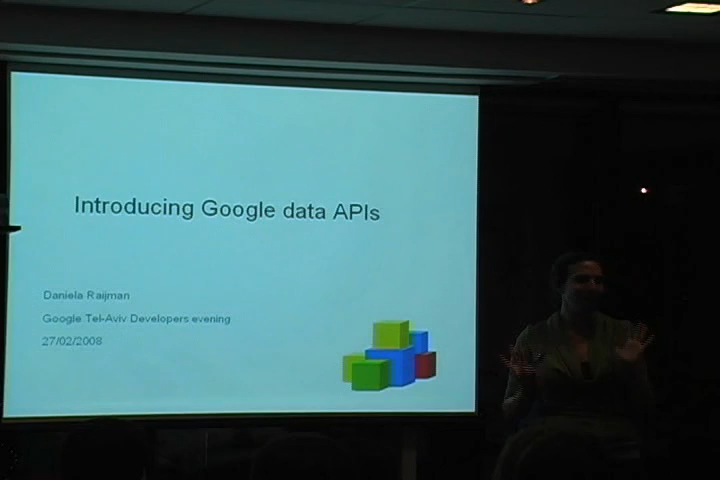 Introducing Google data APIs
Daniela Raijman
Google Tel-Aviv Developers evening
27/02/2008